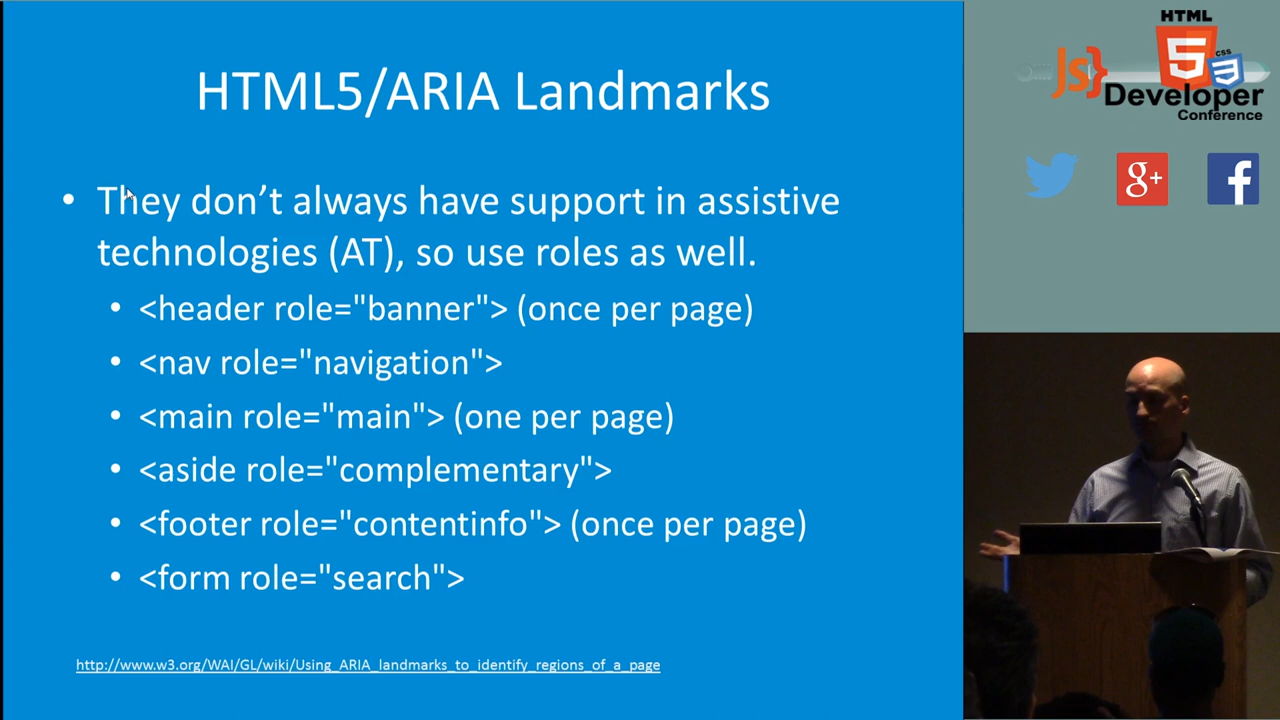 HTML5/ARIA Landmarks
• They don’t always have support in assistive
technologies (AT), so use roles as well.
• <header role="banner"> (once per page)
• <nav role="navigation">
• <main role="main"> (one per page)
• <aside role="complementary">
• <footer role="contentinfo"> (once per page)
• <form role="search">
http://www.w3.org/WAI/GL/wiki/Using_ARIA_landmarks_to_identify_regions_of_a_page
HTML
5
css
3
JS}
Developer
Conference
g+
f